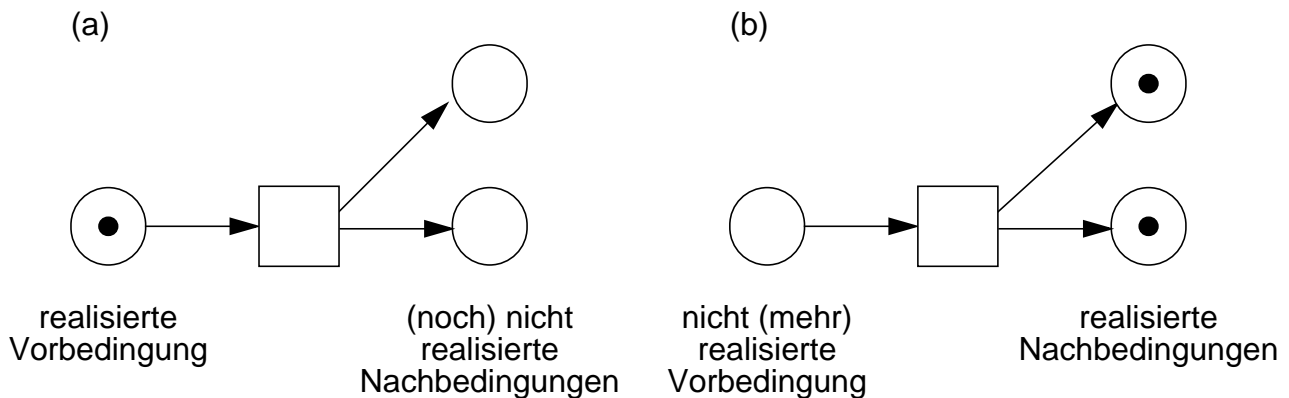 (a)
(b)
realisierte
Vorbedingung
(noch) nicht
realisierte
Nachbedingungen
nicht (mehr)
realisierte
Vorbedingung
realisierte
Nachbedingungen